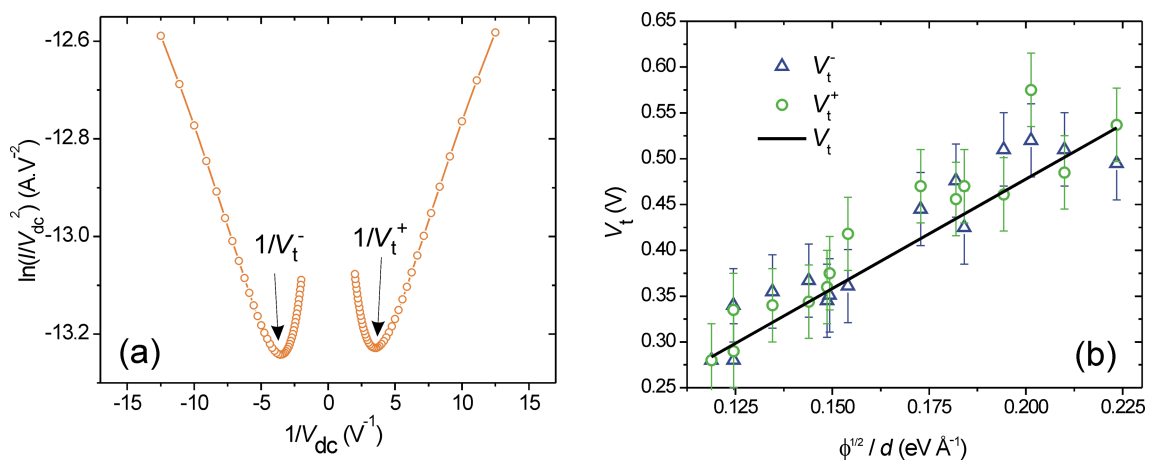 -12.6
-12.8
-13.0
-13.2
ln(I/V_dc^2) (A.V^-2)
1/V_t^-
1/V_t^+
(a)
-15 -10 -5 0 5 10 15
1/V_dc (V^-1)
0.65
0.60
0.55
0.50
0.45
0.40
0.35
0.30
0.25
V_t (V)
V_t^-
V_t^+
V_t
(b)
0.125 0.150 0.175 0.200 0.225
ϕ^1/2 / d (eV Å^-1)